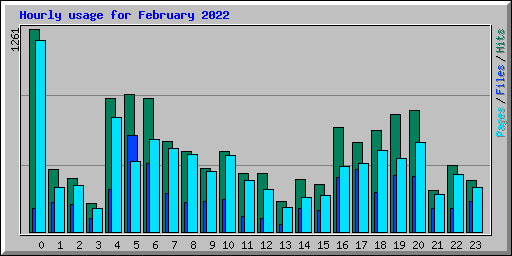 Hourly usage for February 2022
1261
Pages/Files/Hits
0 1 2 3 4 5 6 7 8 9 10 11 12 13 14 15 16 17 18 19 20 21 22 23